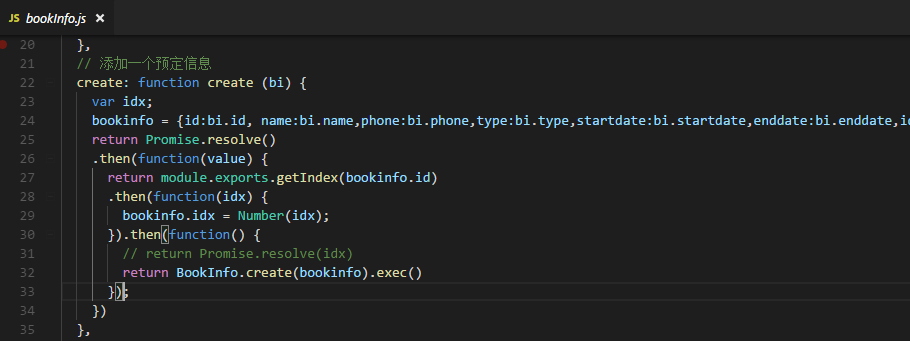 JS bookInfo.js ×
20 },
21 // 添加一个预定信息
22 create: function create (bi) {
23 var idx;
24 bookinfo = {id:bi.id, name:bi.name,phone:bi.phone,type:bi.type,startdate:bi.startdate,enddate:bi.enddate,i
25 return Promise.resolve()
26 .then(function(value) {
27 return module.exports.getIndex(bookinfo.id)
28 .then(function(idx) {
29 bookinfo.idx = Number(idx);
30 }).then(function() {
31 // return Promise.resolve(idx)
32 return BookInfo.create(bookinfo).exec()
33 });
34 })
35 },